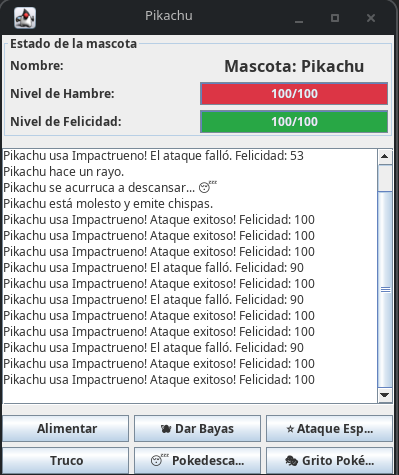 Pikachu
Estado de la mascota
Nombre: Mascota: Pikachu
Nivel de Hambre: 100/100
Nivel de Felicidad: 100/100
Pikachu usa Impactrueno! El ataque falló. Felicidad: 53
Pikachu hace un rayo.
Pikachu se acurruca a descansar... 😴
Pikachu está molesto y emite chispas.
Pikachu usa Impactrueno! Ataque exitoso! Felicidad: 100
Pikachu usa Impactrueno! Ataque exitoso! Felicidad: 100
Pikachu usa Impactrueno! Ataque exitoso! Felicidad: 100
Pikachu usa Impactrueno! El ataque falló. Felicidad: 90
Pikachu usa Impactrueno! Ataque exitoso! Felicidad: 100
Pikachu usa Impactrueno! El ataque falló. Felicidad: 90
Pikachu usa Impactrueno! Ataque exitoso! Felicidad: 100
Pikachu usa Impactrueno! Ataque exitoso! Felicidad: 100
Pikachu usa Impactrueno! El ataque falló. Felicidad: 90
Pikachu usa Impactrueno! Ataque exitoso! Felicidad: 100
Pikachu usa Impactrueno! Ataque exitoso! Felicidad: 100
Alimentar 🫐 Dar Bayas ⭐ Ataque Esp...
Truco 😴 Pokedesca... 🎭 Grito Poké...